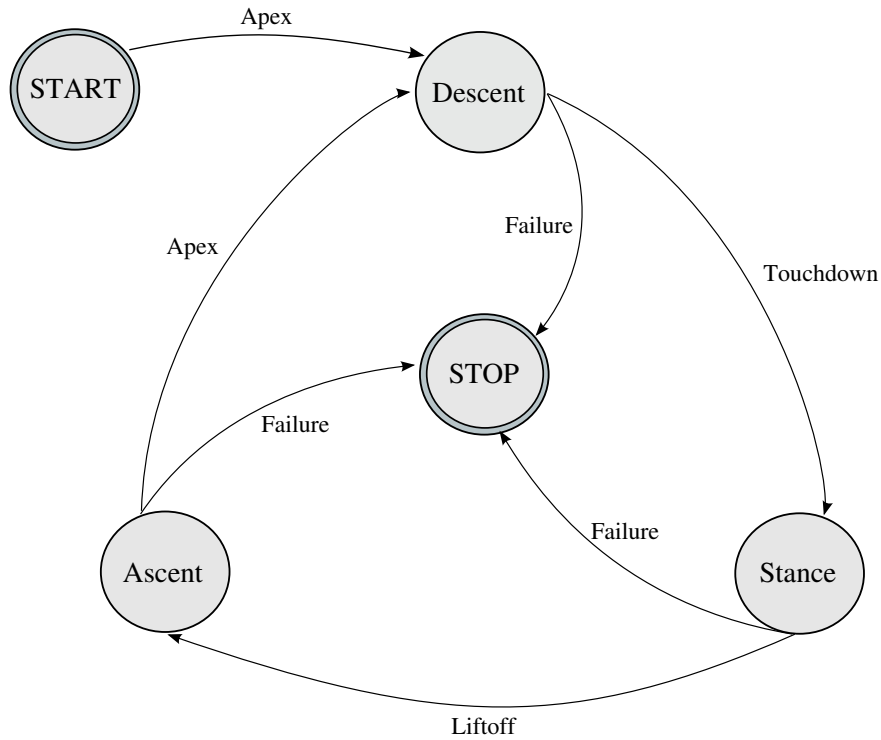 Apex
START
Descent
Failure
Apex
Touchdown
STOP
Failure
Failure
Ascent
Stance
Liftoff